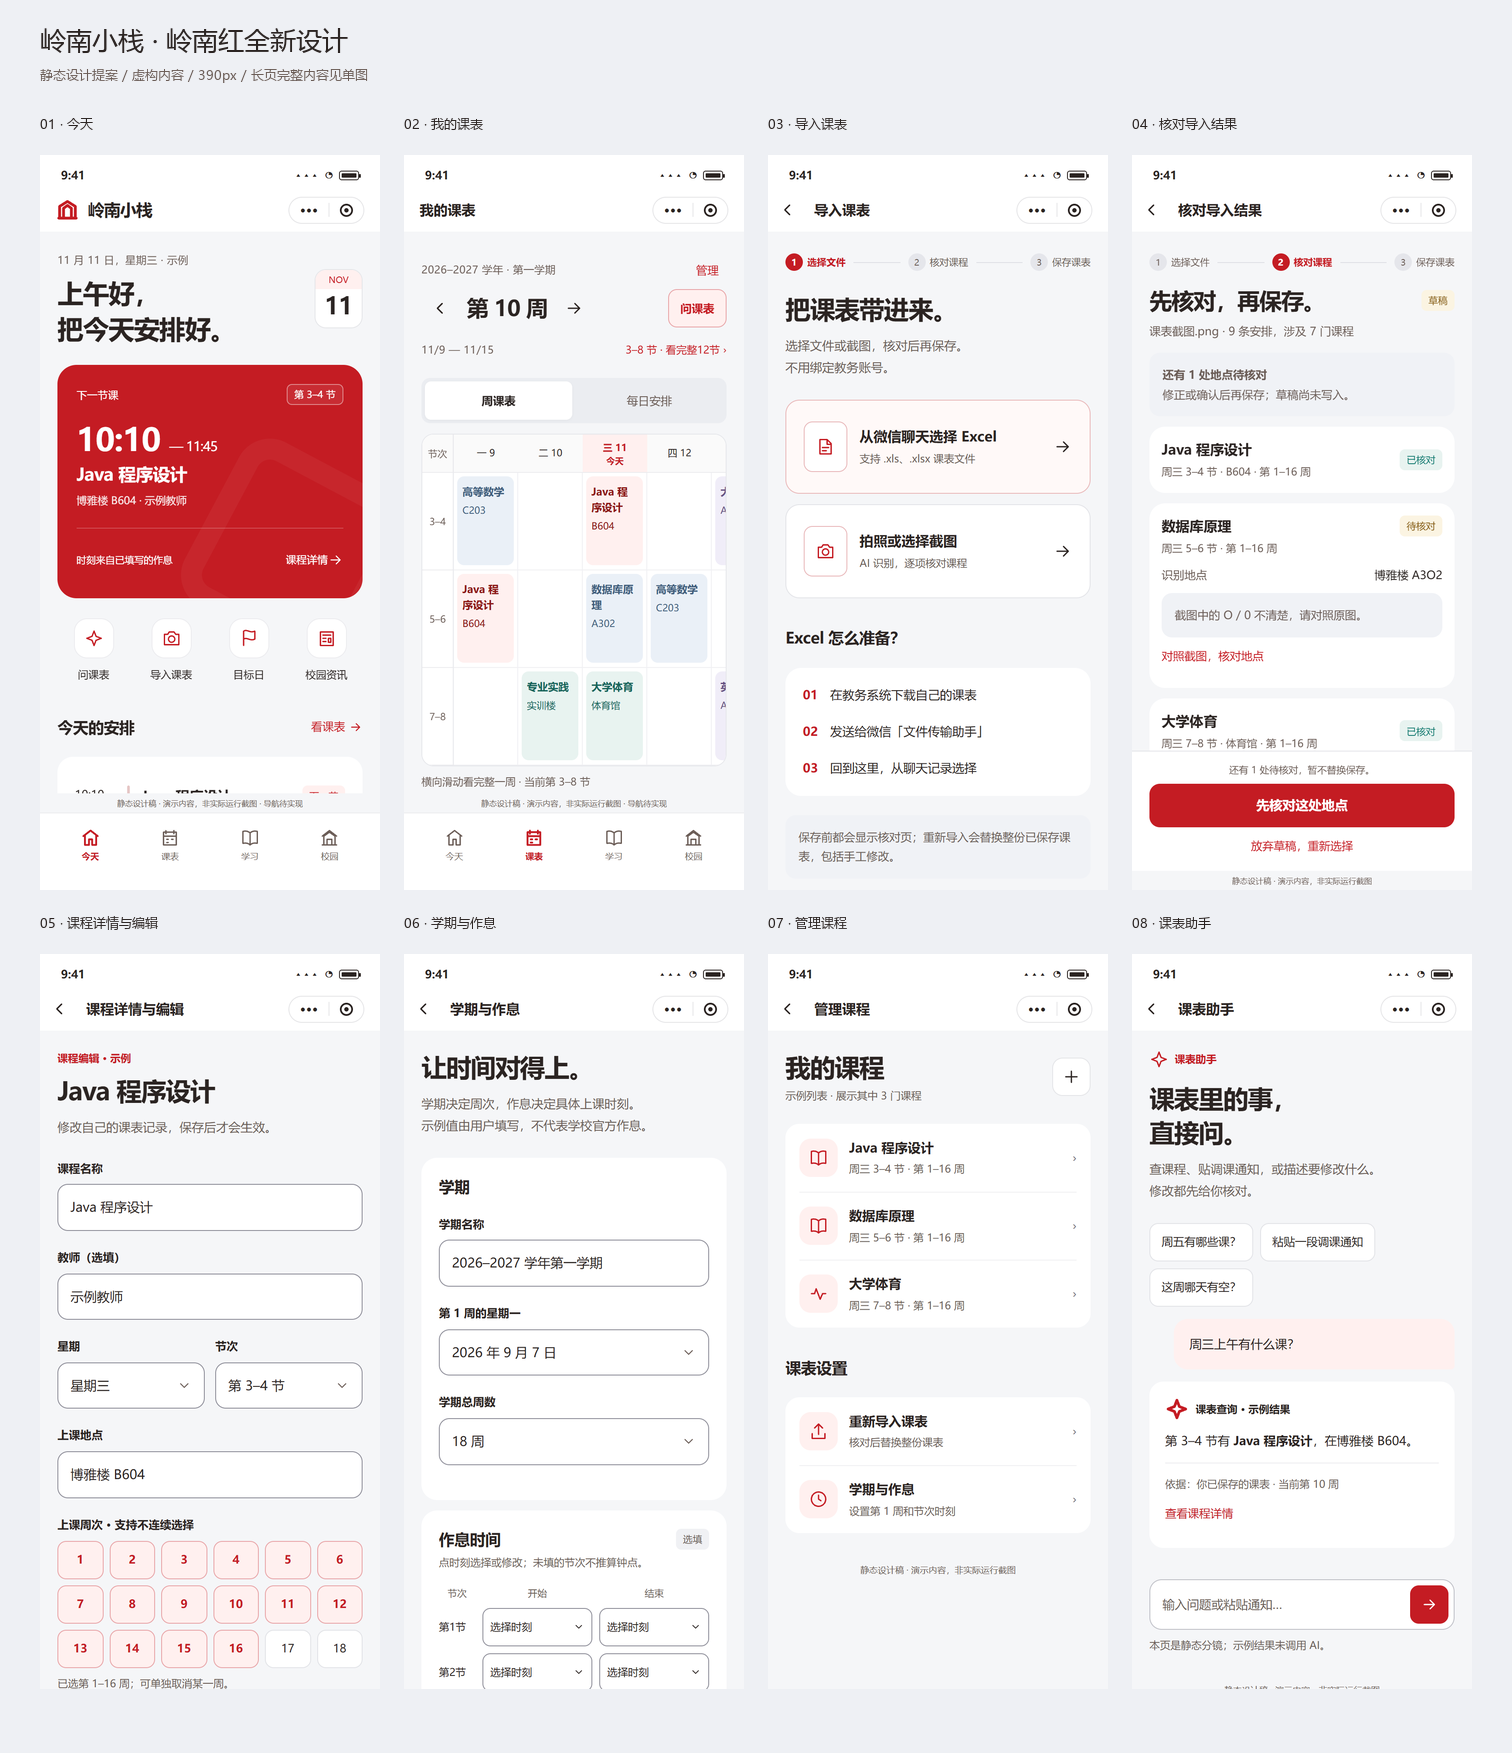 岭南小栈 · 岭南红全新设计
静态设计提案 / 虚构内容 / 390px / 长页完整内容见单图
01 · 今天
9:41
岭南小栈
11 月 11 日，星期三 · 示例
上午好，
把今天安排好。
NOV
11
下一节课
第 3–4 节
10:10 — 11:45
Java 程序设计
博雅楼 B604 · 示例教师
时刻来自已填写的作息
课程详情 →
问课表
导入课表
目标日
校园资讯
今天的安排
看课表 →
静态设计稿 · 演示内容，非实际运行截图 · 导航待实现
今天
课表
学习
校园
02 · 我的课表
9:41
我的课表
2026–2027 学年 · 第一学期
管理
第 10 周
问课表
11/9 — 11/15
3–8 节 · 看完整12节 ›
周课表
每日安排
节次
一 9
二 10
三 11
今天
四 12
3–4
高等数学
C203
Java 程
序设计
B604
5–6
Java 程
序设计
B604
数据库原
理
A302
高等数学
C203
7–8
专业实践
实训楼
大学体育
体育馆
横向滑动看完整一周 · 当前第 3–8 节
静态设计稿 · 演示内容，非实际运行截图 · 导航待实现
今天
课表
学习
校园
03 · 导入课表
9:41
导入课表
1 选择文件
2 核对课程
3 保存课表
把课表带进来。
选择文件或截图，核对后再保存。
不用绑定教务账号。
从微信聊天选择 Excel
支持 .xls、.xlsx 课表文件
拍照或选择截图
AI 识别，逐项核对课程
Excel 怎么准备？
01 在教务系统下载自己的课表
02 发送给微信「文件传输助手」
03 回到这里，从聊天记录选择
保存前都会显示核对页；重新导入会替换整份已保存课
表，包括手工修改。
04 · 核对导入结果
9:41
核对导入结果
1 选择文件
2 核对课程
3 保存课表
先核对，再保存。
草稿
课表截图.png · 9 条安排，涉及 7 门课程
还有 1 处地点待核对
修正或确认后再保存；草稿尚未写入。
Java 程序设计
周三 3–4 节 · B604 · 第 1–16 周
已核对
数据库原理
周三 5–6 节 · 第 1–16 周
待核对
识别地点
博雅楼 A3O2
截图中的 O / 0 不清楚，请对照原图。
对照截图，核对地点
大学体育
周三 7–8 节 · 体育馆 · 第 1–16 周
已核对
还有 1 处待核对，暂不替换保存。
先核对这处地点
放弃草稿，重新选择
静态设计稿 · 演示内容，非实际运行截图
05 · 课程详情与编辑
9:41
课程详情与编辑
课程编辑 · 示例
Java 程序设计
修改自己的课表记录，保存后才会生效。
课程名称
Java 程序设计
教师（选填）
示例教师
星期
节次
星期三
第 3–4 节
上课地点
博雅楼 B604
上课周次 · 支持不连续选择
1 2 3 4 5 6
7 8 9 10 11 12
13 14 15 16 17 18
已选第 1–16 周；可单独取消某一周。
06 · 学期与作息
9:41
学期与作息
让时间对得上。
学期决定周次，作息决定具体上课时刻。
示例值由用户填写，不代表学校官方作息。
学期
学期名称
2026–2027 学年第一学期
第 1 周的星期一
2026 年 9 月 7 日
学期总周数
18 周
作息时间
选填
点时刻选择或修改；未填的节次不推算钟点。
节次
开始
结束
第1节
选择时刻
选择时刻
第2节
选择时刻
选择时刻
07 · 管理课程
9:41
管理课程
我的课程
示例列表 · 展示其中 3 门课程
Java 程序设计
周三 3–4 节 · 第 1–16 周
数据库原理
周三 5–6 节 · 第 1–16 周
大学体育
周三 7–8 节 · 第 1–16 周
课表设置
重新导入课表
核对后替换整份课表
学期与作息
设置第 1 周和节次时刻
静态设计稿 · 演示内容，非实际运行截图
08 · 课表助手
9:41
课表助手
课表助手
课表里的事，
直接问。
查课程、贴调课通知，或描述要修改什么。
修改都先给你核对。
周五有哪些课？
粘贴一段调课通知
这周哪天有空？
周三上午有什么课？
课表查询 · 示例结果
第 3–4 节有 Java 程序设计，在博雅楼 B604。
依据：你已保存的课表 · 当前第 10 周
查看课程详情
输入问题或粘贴通知...
本页是静态分镜；示例结果未调用 AI。